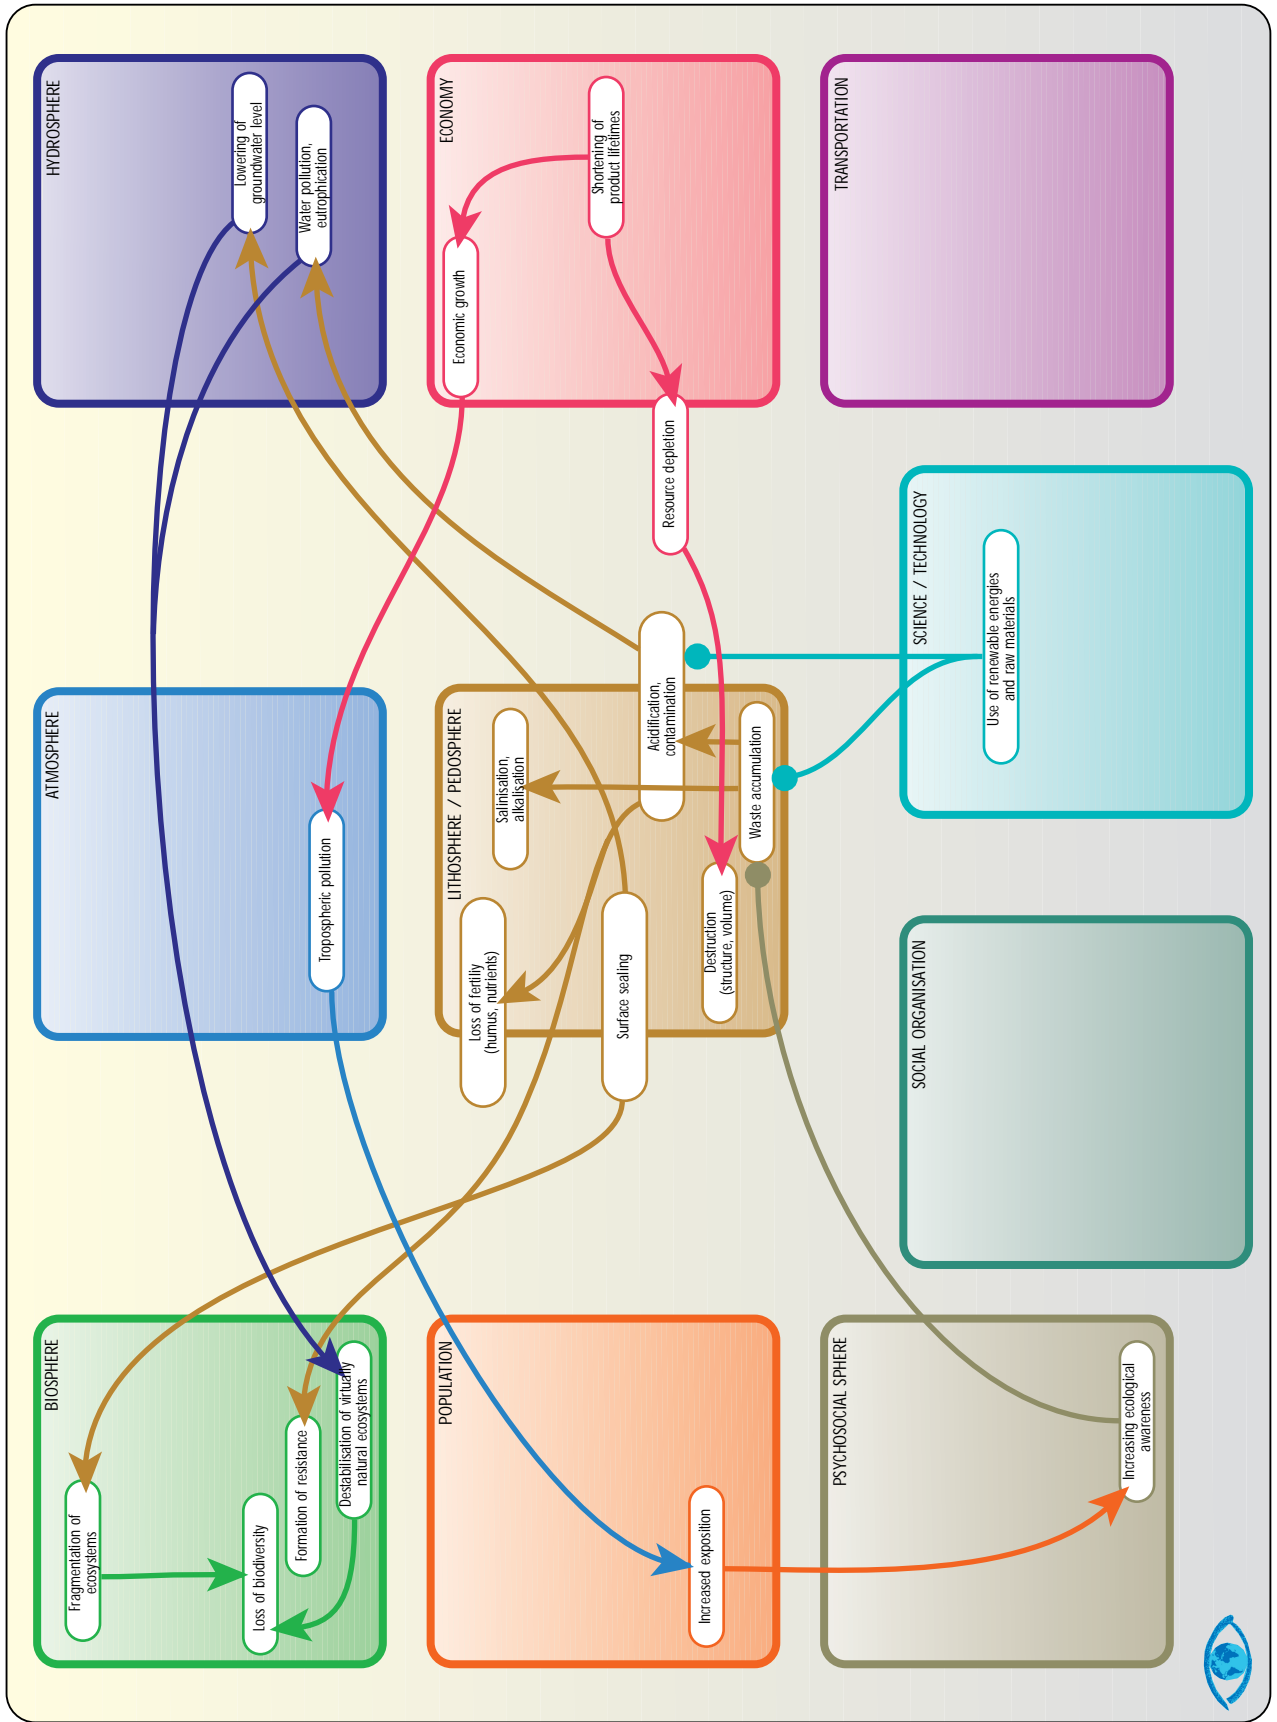 BIOSPHERE
Fragmentation of
ecosystems
Loss of biodiversity
Formation of resistance
Destabilisation of virtually
natural ecosystems
ATMOSPHERE
Tropospheric pollution
HYDROSPHERE
Lowering of
groundwater level
Water pollution,
eutrophication
POPULATION
Increased exposition
LITHOSPHERE / PEDOSPHERE
Loss of fertiliy
(humus, nutrients)
Salinisation,
alkalisation
Surface sealing
Acidification,
contamination
Destruction
(structure, volume)
Waste accumulation
ECONOMY
Economic growth
Shortening of
product lifetimes
Resource depletion
PSYCHOSOCIAL SPHERE
Increasing ecological
awareness
SOCIAL ORGANISATION
SCIENCE / TECHNOLOGY
Use of renewable energies
and raw materials
TRANSPORTATION